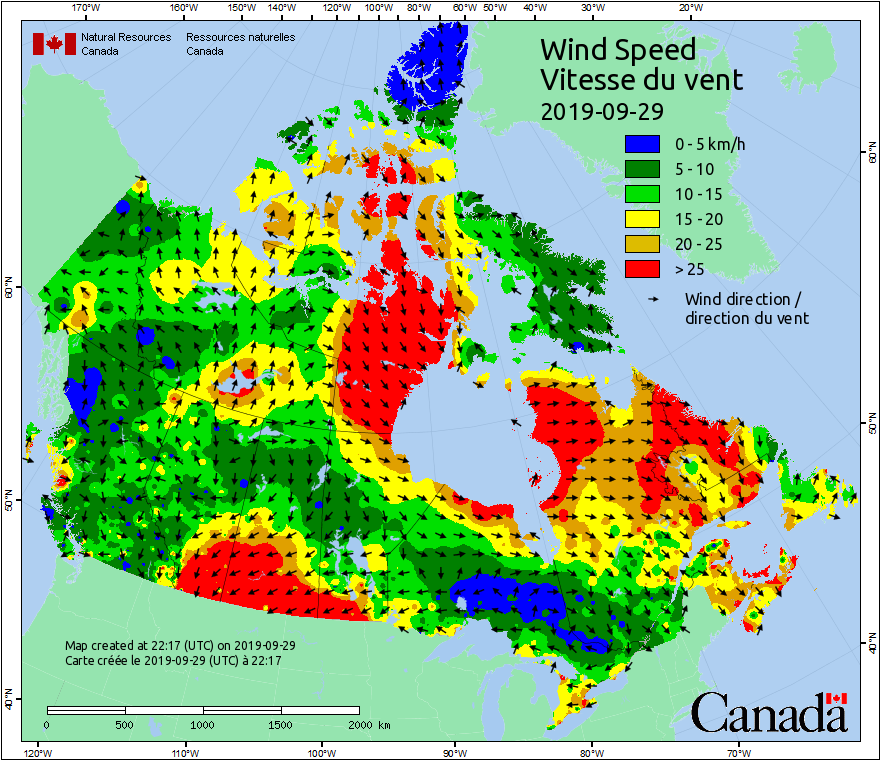 170°W 160°W 150°W 140°W 130°W 120°W 110°W 100°W 80°W 60°W 50°W 40°W 30°W 20°W
Natural Resources Canada
Ressources naturelles Canada
Wind Speed
Vitesse du vent
2019-09-29
0 - 5 km/h
5 - 10
10 - 15
15 - 20
20 - 25
> 25
Wind direction /
direction du vent
60°N
60°N
50°N
50°N
40°N
40°N
Map created at 22:17 (UTC) on 2019-09-29
Carte créée le 2019-09-29 (UTC) à 22:17
0 500 1000 1500 2000 km
Canada
120°W 110°W 100°W 90°W 80°W 70°W